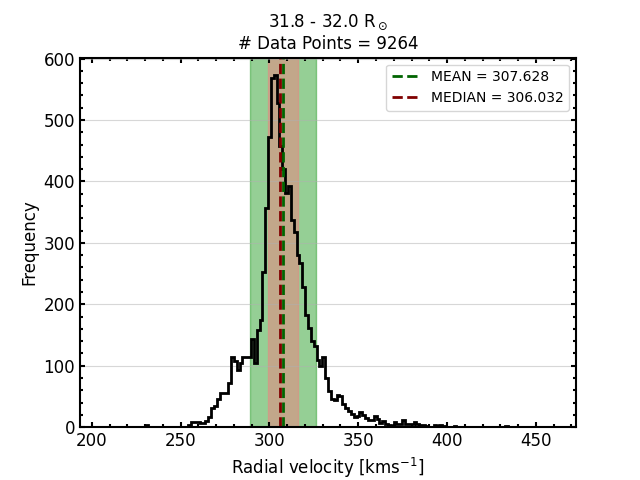 31.8 - 32.0 R⊙
# Data Points = 9264
MEAN = 307.628
MEDIAN = 306.032
Frequency
600
500
400
300
200
100
0
200 250 300 350 400 450
Radial velocity [kms⁻¹]